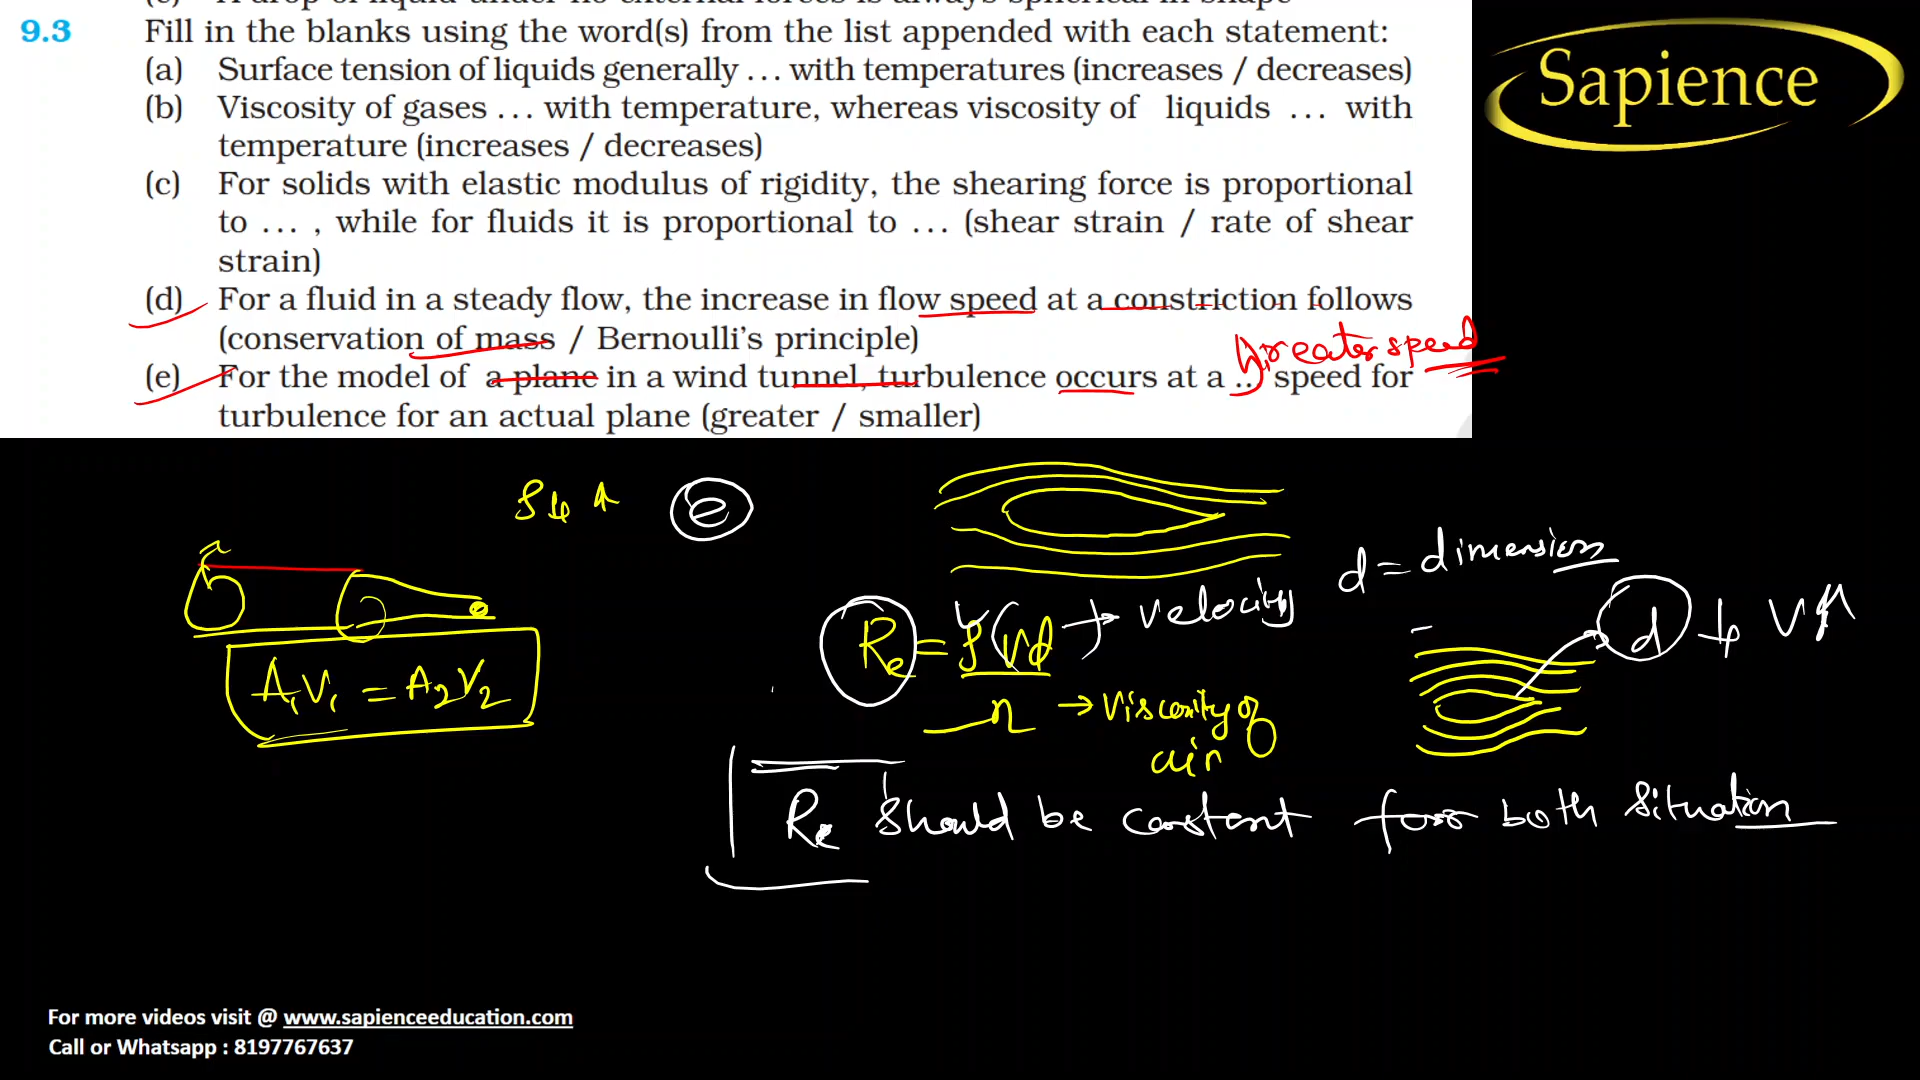 9.3 Fill in the blanks using the word(s) from the list appended with each statement:
(a) Surface tension of liquids generally ... with temperatures (increases / decreases)
(b) Viscosity of gases ... with temperature, whereas viscosity of liquids ... with
temperature (increases / decreases)
(c) For solids with elastic modulus of rigidity, the shearing force is proportional
to ... , while for fluids it is proportional to ... (shear strain / rate of shear
strain)
(d) For a fluid in a steady flow, the increase in flow speed at a constriction follows
(conservation of mass / Bernoulli's principle)
Greater speed
(e) For the model of a plane in a wind tunnel, turbulence occurs at a ... speed for
turbulence for an actual plane (greater / smaller)
Sapience
e
d = dimension
Re = ρVd → velocity
η → Viscosity of
air
d ↓ V↑
A₁V₁ = A₂V₂
Re should be constant for both situation
For more videos visit @ www.sapienceeducation.com
Call or Whatsapp : 8197767637